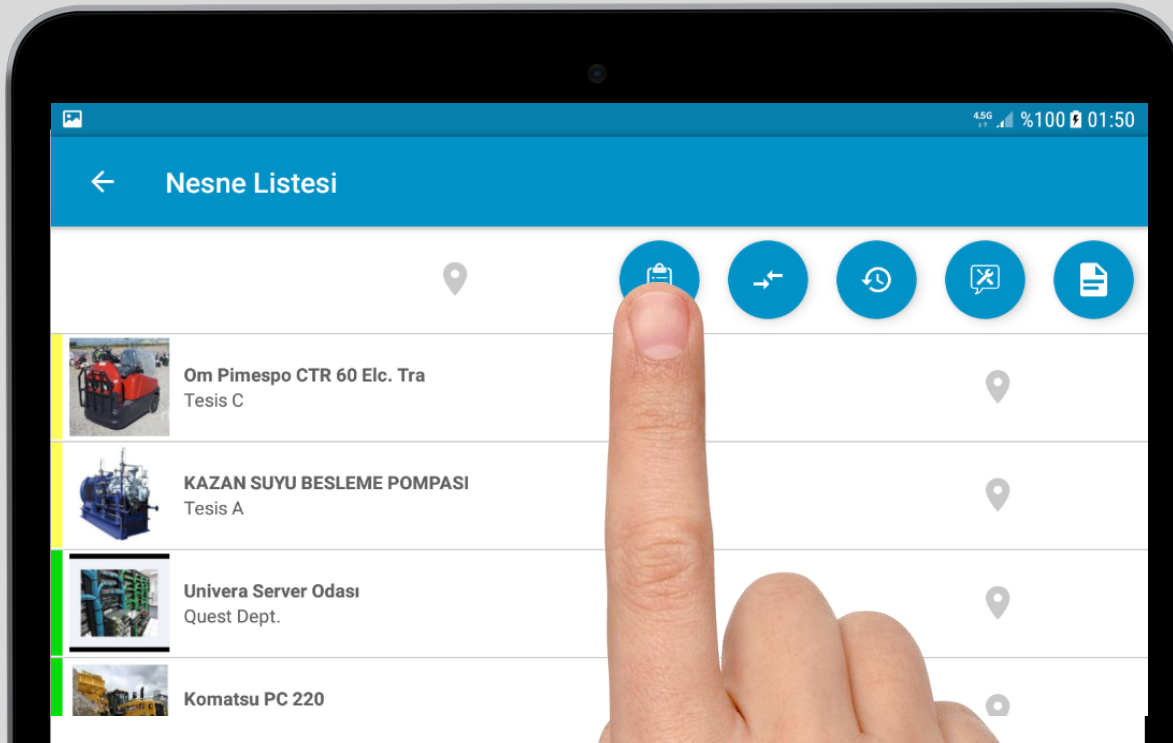 4.5G %100 01:50
Nesne Listesi
Om Pimespo CTR 60 Elc. Tra
Tesis C
KAZAN SUYU BESLEME POMPASI
Tesis A
Univera Server Odası
Quest Dept.
Komatsu PC 220